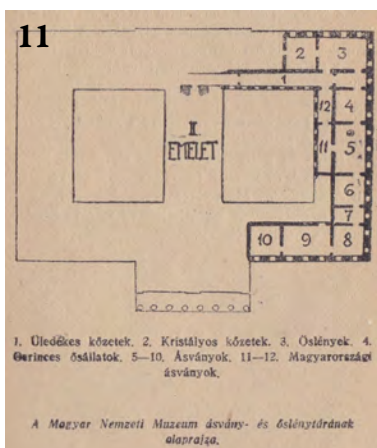 11
2
3
1
12
4
II.
EMELET
11
5
6
7
10
9
8
1. Üledékes kőzetek. 2. Kristályos kőzetek. 3. Őslények. 4.
Gerinces ősállatok. 5—10. Ásványok. 11—12. Magyarországi
ásványok.
A Magyar Nemzeti Muzeum ásvány- és őslénytárának
alaprajza.